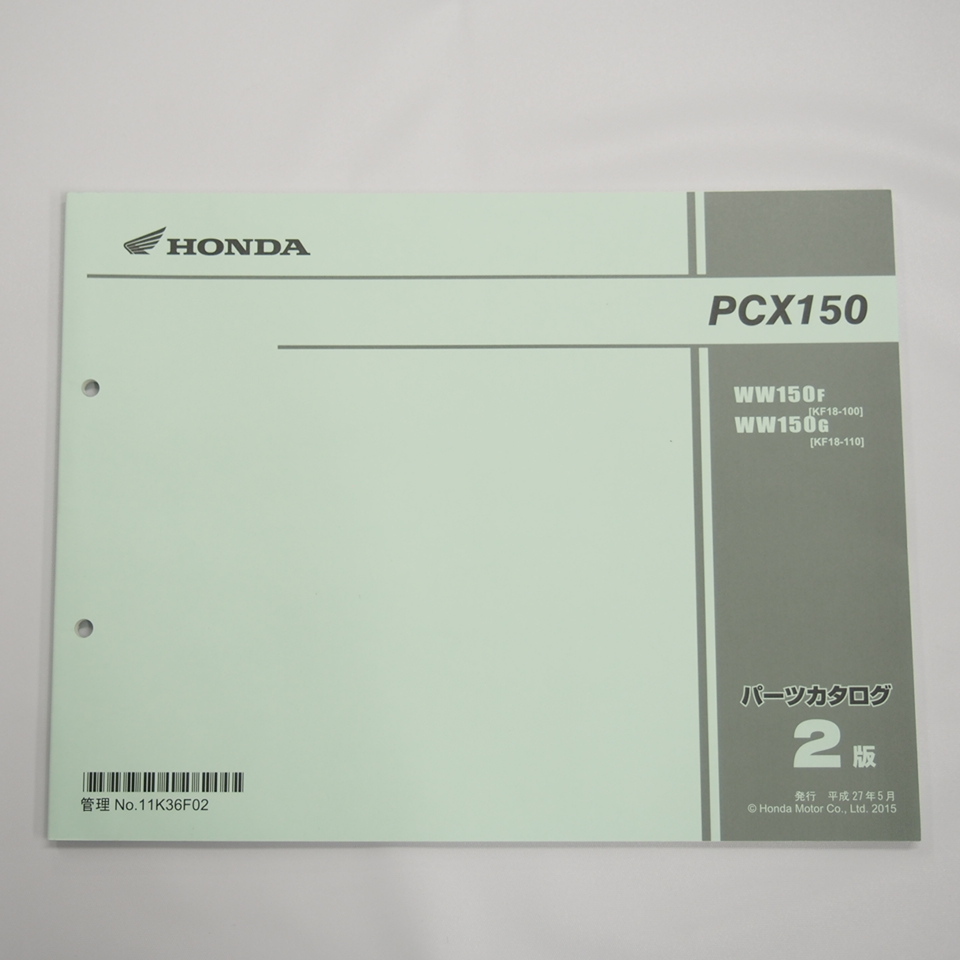 HONDA
PCX150
WW150F
[KF18-100]
WW150G
[KF18-110]
パーツカタログ
2版
発行 平成27年5月
© Honda Motor Co., Ltd. 2015
管理 No.11K36F02